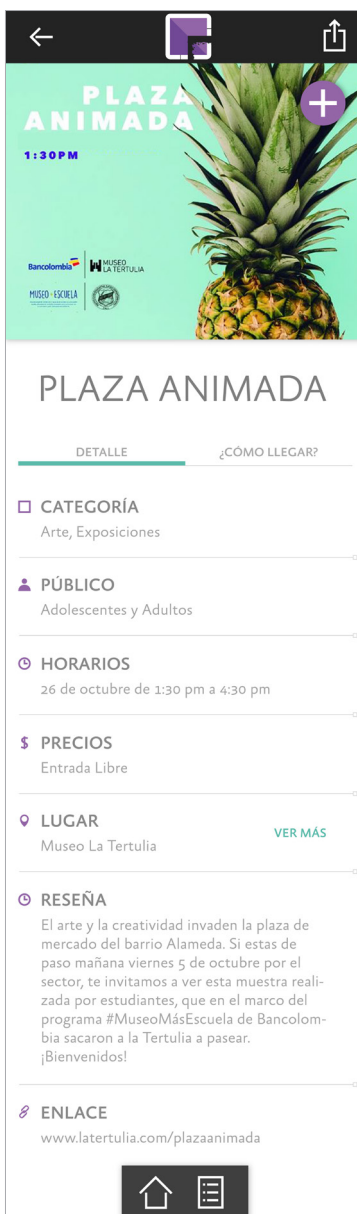 PLAZA
ANIMADA
1:30PM
Bancolombia
MUSEO
LA TERTULIA
MUSEO + ESCUELA
PLAZA ANIMADA
DETALLE
¿CÓMO LLEGAR?
CATEGORÍA
Arte, Exposiciones
PÚBLICO
Adolescentes y Adultos
HORARIOS
26 de octubre de 1:30 pm a 4:30 pm
$ PRECIOS
Entrada Libre
LUGAR
Museo La Tertulia
VER MÁS
RESEÑA
El arte y la creatividad invaden la plaza de
mercado del barrio Alameda. Si estas de
paso mañana viernes 5 de octubre por el
sector, te invitamos a ver esta muestra reali-
zada por estudiantes, que en el marco del
programa #MuseoMásEscuela de Bancolom-
bia sacaron a la Tertulia a pasear.
¡Bienvenidos!
ENLACE
www.latertulia.com/plazaanimada